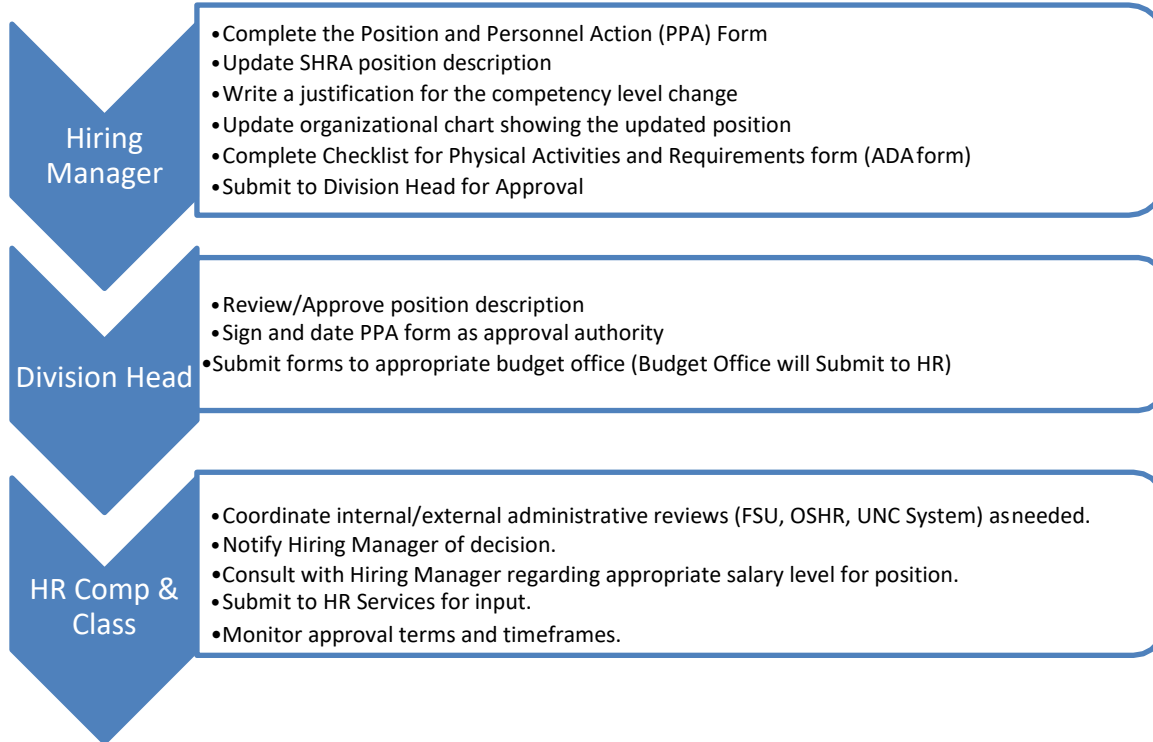 Hiring
Manager
•Complete the Position and Personnel Action (PPA) Form
•Update SHRA position description
•Write a justification for the competency level change
•Update organizational chart showing the updated position
•Complete Checklist for Physical Activities and Requirements form (ADA form)
•Submit to Division Head for Approval
Division Head
•Review/Approve position description
•Sign and date PPA form as approval authority
•Submit forms to appropriate budget office (Budget Office will Submit to HR)
HR Comp &
Class
•Coordinate internal/external administrative reviews (FSU, OSHR, UNC System) asneeded.
•Notify Hiring Manager of decision.
•Consult with Hiring Manager regarding appropriate salary level for position.
•Submit to HR Services for input.
•Monitor approval terms and timeframes.